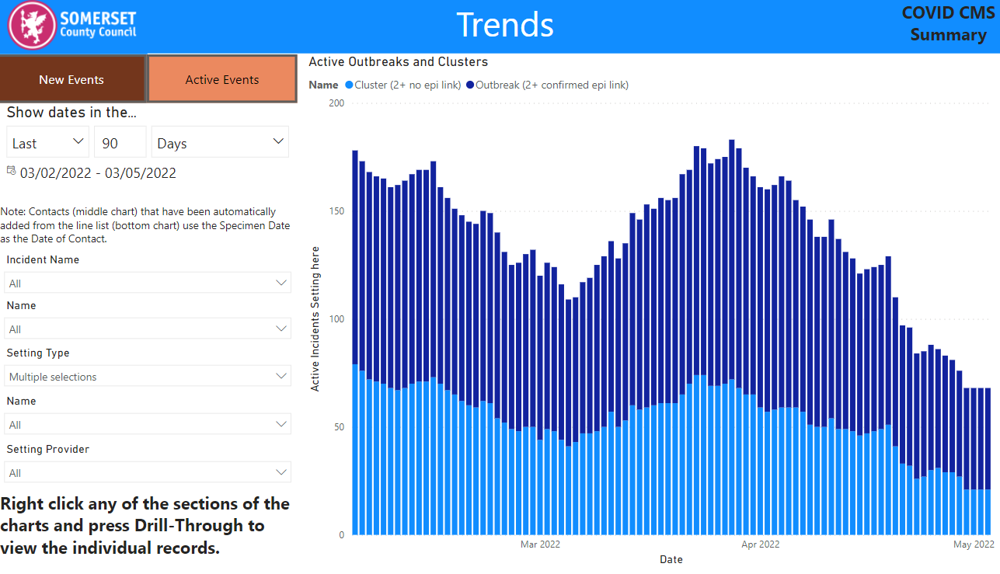 SOMERSET
County Council
Trends
COVID CMS
Summary
New Events
Active Events
Show dates in the...
Last
90
Days
03/02/2022 - 03/05/2022
Note: Contacts (middle chart) that have been automatically
added from the line list (bottom chart) use the Specimen Date
as the Date of Contact.
Incident Name
All
Name
All
Setting Type
Multiple selections
Name
All
Setting Provider
All
Right click any of the sections of the
charts and press Drill-Through to
view the individual records.
Active Outbreaks and Clusters
Name Cluster (2+ no epi link) Outbreak (2+ confirmed epi link)
Active Incidents Setting here
200
150
100
50
0
Mar 2022
Apr 2022
May 2022
Date